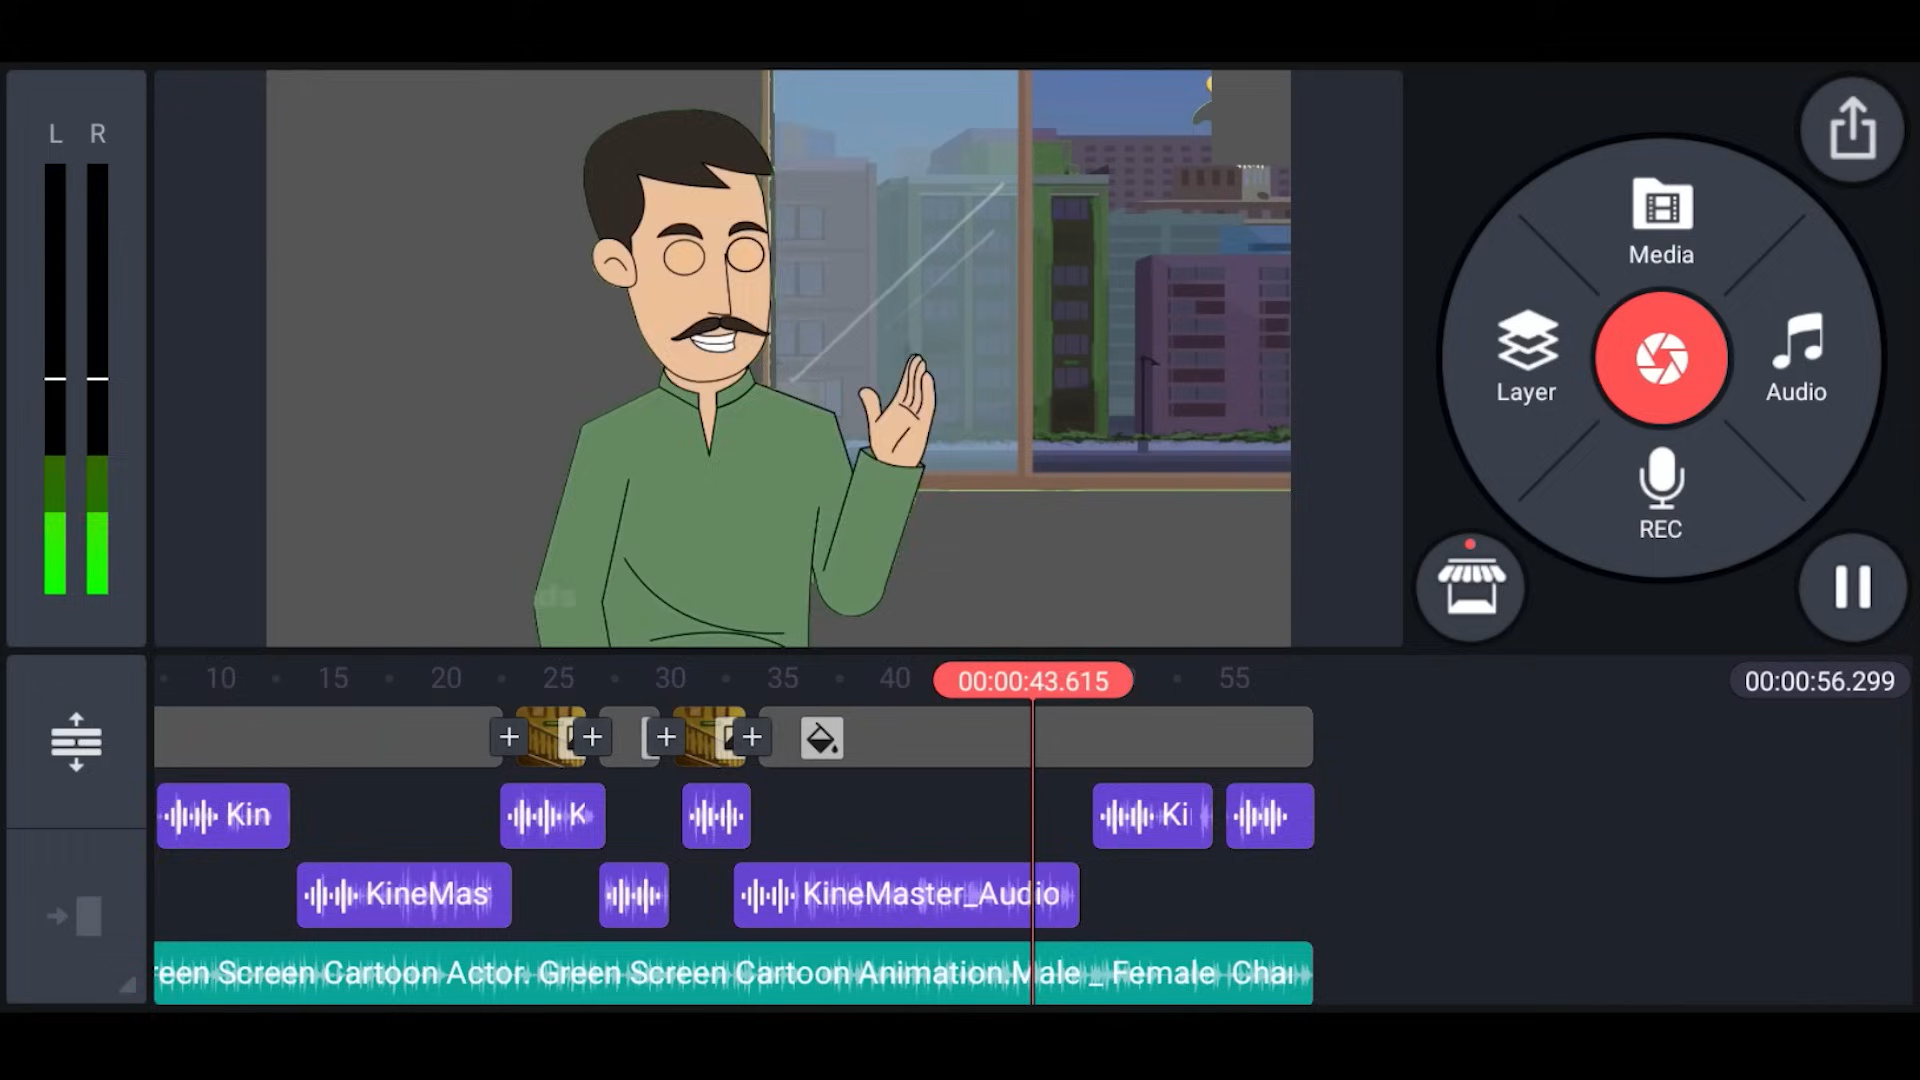 L R
Media
Layer
Audio
REC
10 15 20 25 30 35 40 00:00:43.615 55 00:00:56.299
Kin K Ki
KineMas KineMaster_Audio
reen Screen Cartoon Actor. Green Screen Cartoon Animation.Male _ Female Char